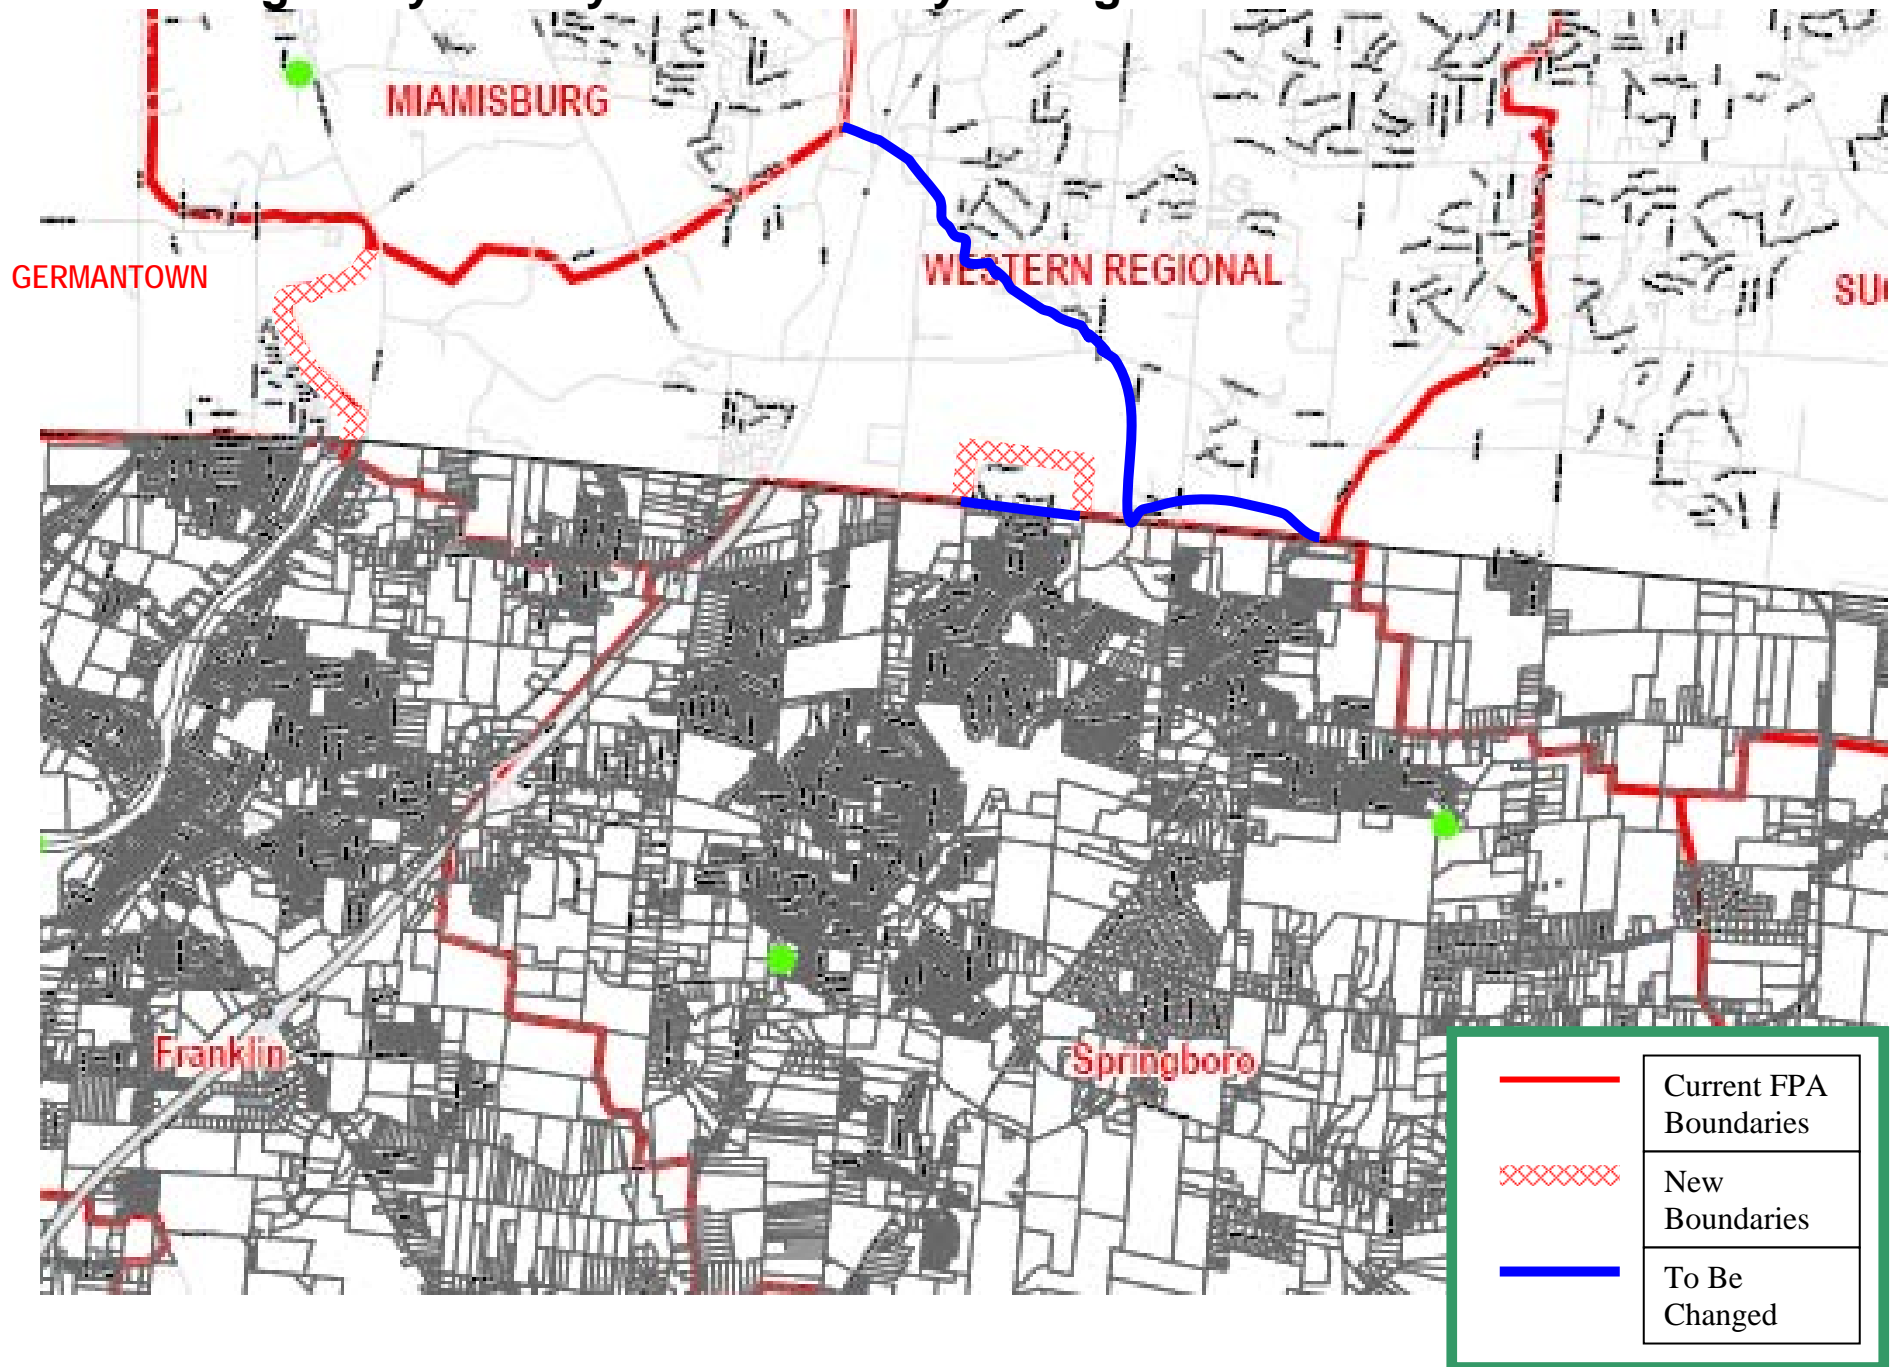 MIAMISBURG
GERMANTOWN
WESTERN REGIONAL
Franklin
Springboro
Current FPA
Boundaries
New
Boundaries
To Be
Changed